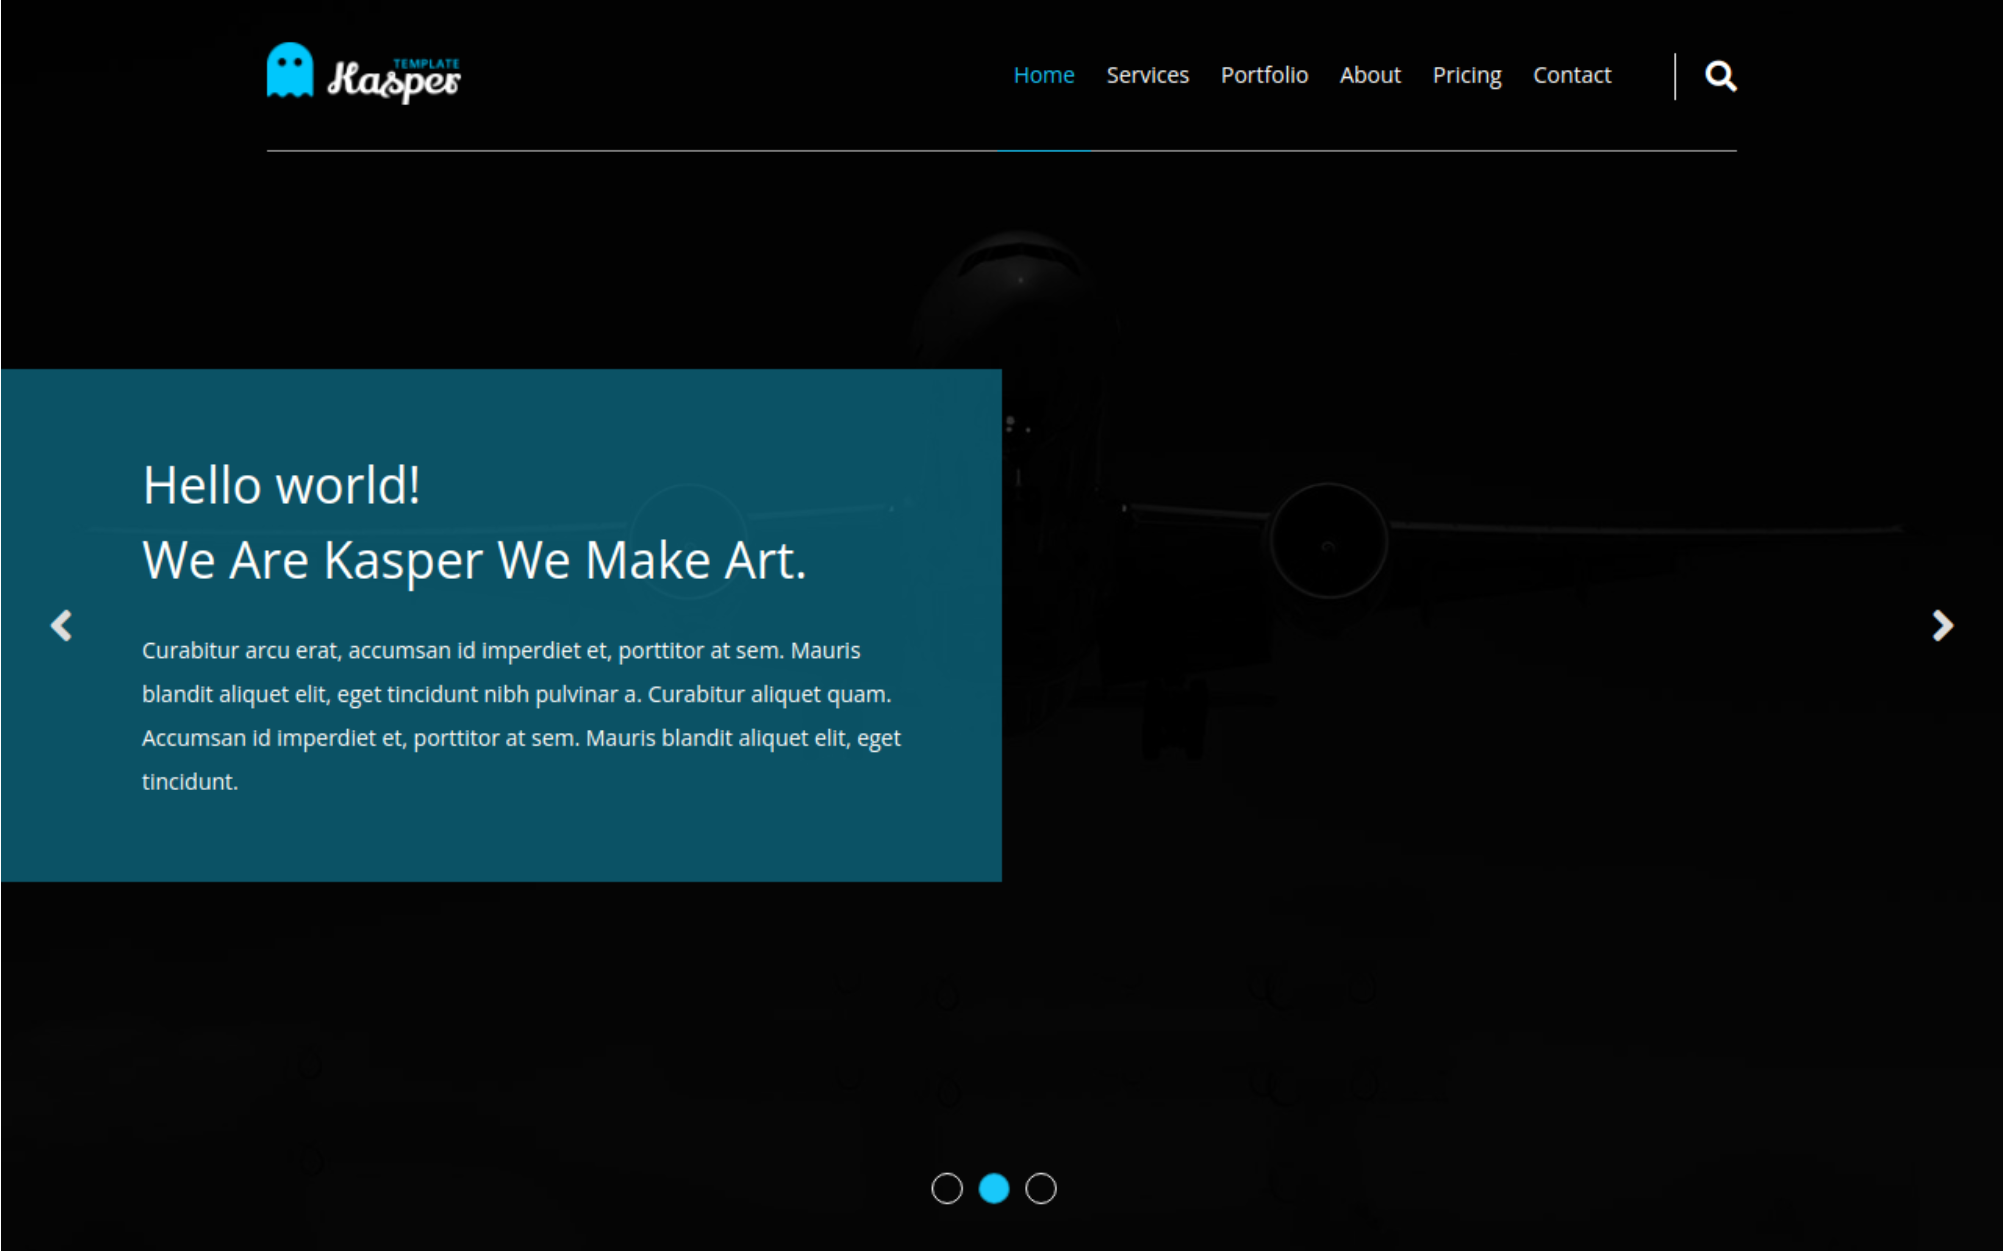 TEMPLATE
Kasper
Home Services Portfolio About Pricing Contact
Hello world!
We Are Kasper We Make Art.
Curabitur arcu erat, accumsan id imperdiet et, porttitor at sem. Mauris
blandit aliquet elit, eget tincidunt nibh pulvinar a. Curabitur aliquet quam.
Accumsan id imperdiet et, porttitor at sem. Mauris blandit aliquet elit, eget
tincidunt.